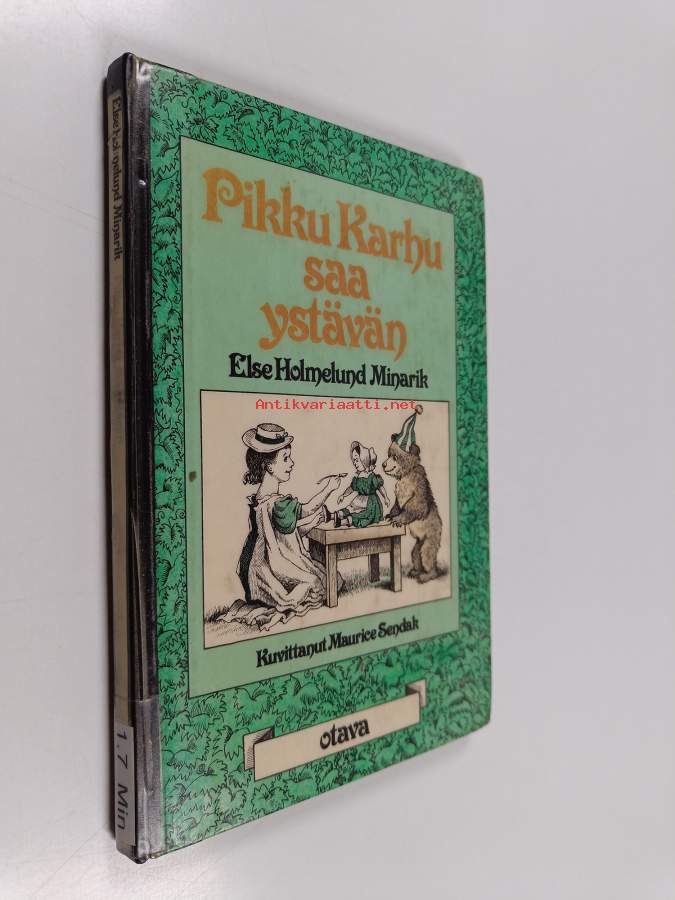 Pikku Karhu
saa
ystävän
Else Holmelund Minarik
Antikvariaatti.net
Kuvittanut Maurice Sendak
otava
Else Holmelund Minarik
1.7 Min